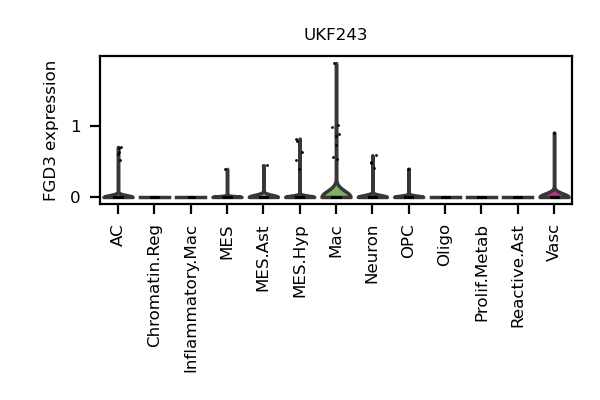 UKF243
FGD3 expression
1
0
AC
Chromatin.Reg
Inflammatory.Mac
MES
MES.Ast
MES.Hyp
Mac
Neuron
OPC
Oligo
Prolif.Metab
Reactive.Ast
Vasc